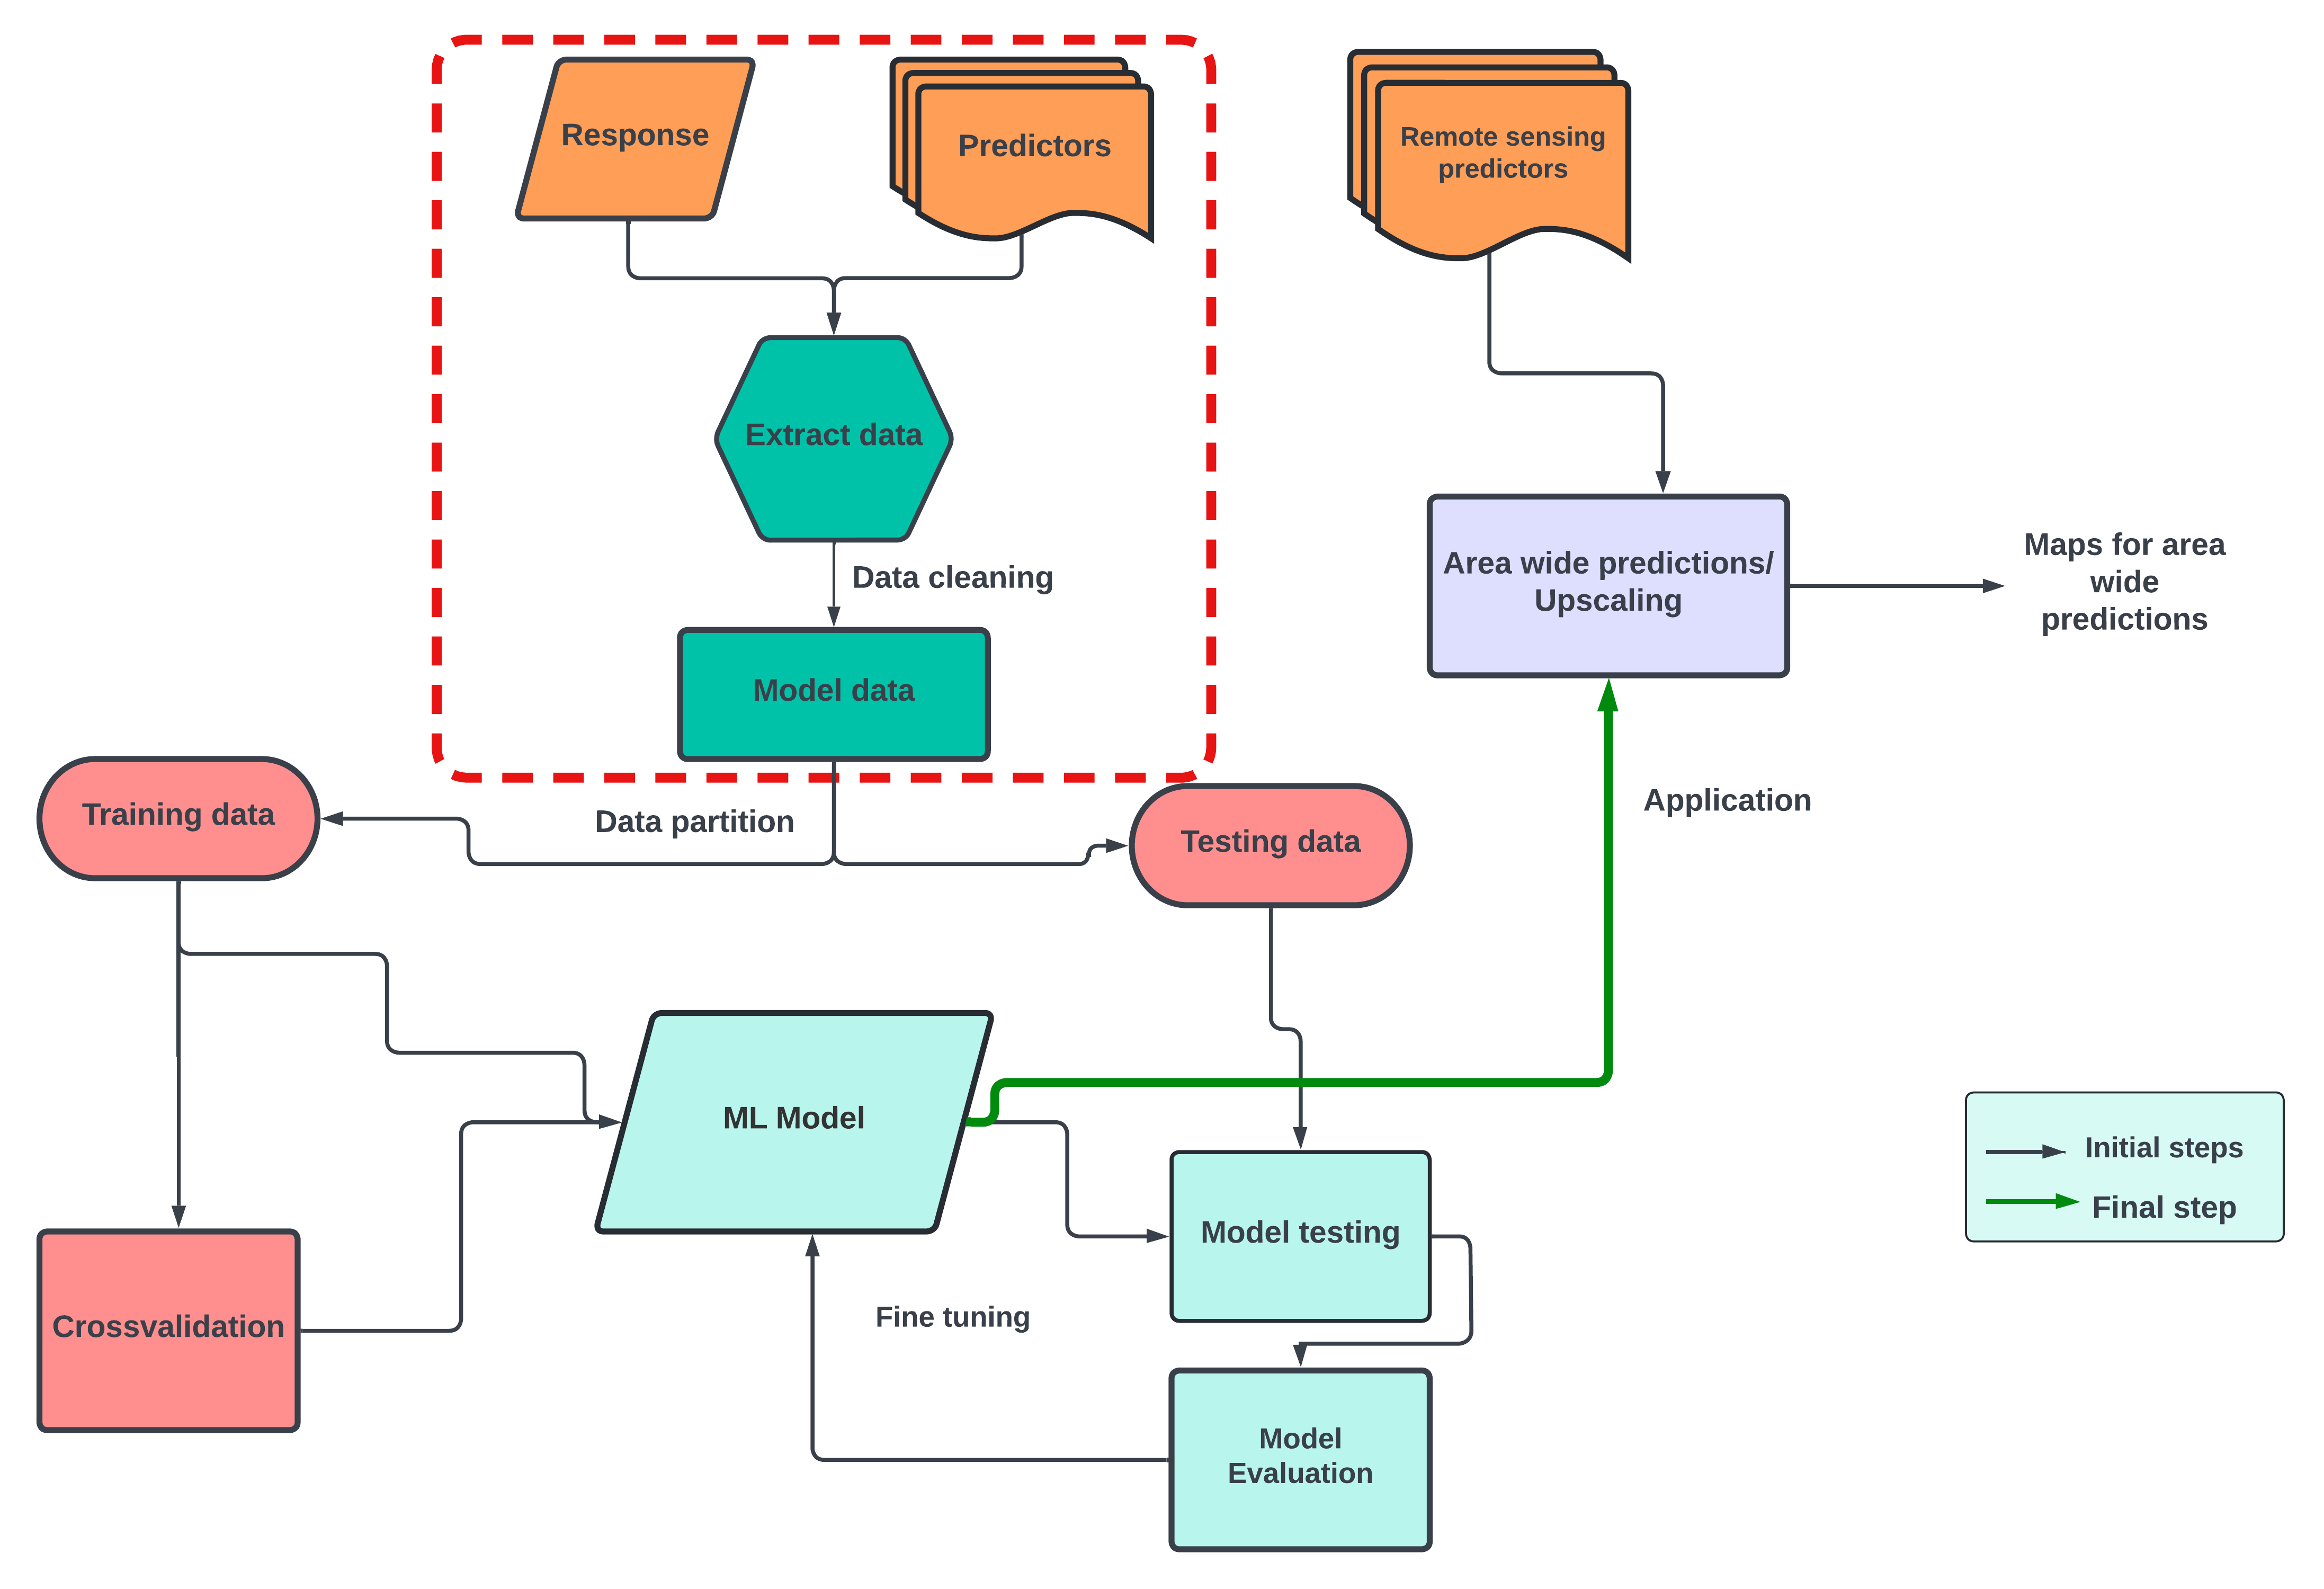 Response
Predictors
Remote sensing
predictors
Extract data
Data cleaning
Area wide predictions/
Upscaling
Maps for area
wide
predictions
Model data
Training data
Data partition
Testing data
Application
ML Model
Initial steps
Final step
Model testing
Crossvalidation
Fine tuning
Model
Evaluation